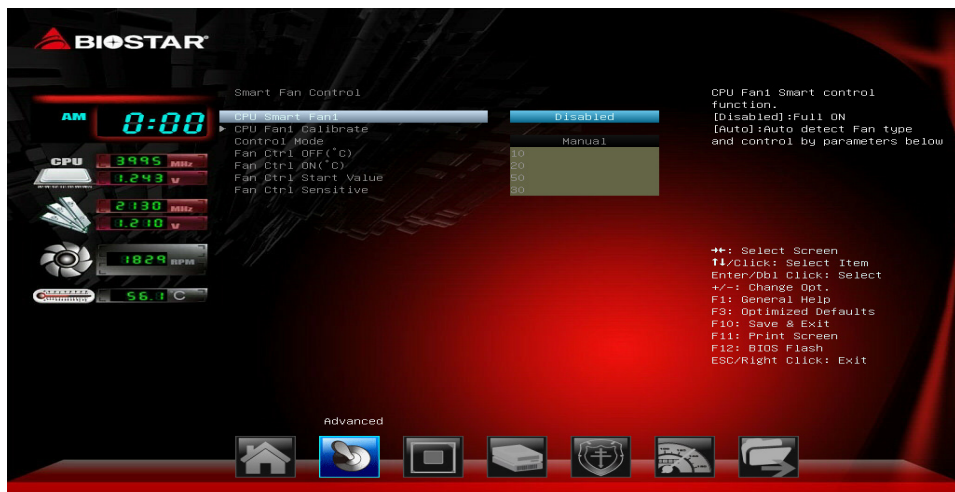 BIOSTAR
Smart Fan Control
CPU Smart Fan1 Disabled
CPU Fan1 Calibrate
Control Mode Manual
Fan Ctrl OFF(°C) 10
Fan Ctrl ON(°C) 20
Fan Ctrl Start Value 50
Fan Ctrl Sensitive 30
AM 0:00
CPU 3995 MHz
1.243 V
2130 MHz
1.210 V
1829 RPM
56.1 C
CPU Fan1 Smart control
function.
[Disabled]:Full ON
[Auto]:Auto detect Fan type
and control by parameters below
→←: Select Screen
↑↓/Click: Select Item
Enter/Dbl Click: Select
+/-: Change Opt.
F1: General Help
F3: Optimized Defaults
F10: Save & Exit
F11: Print Screen
F12: BIOS Flash
ESC/Right Click: Exit
Advanced